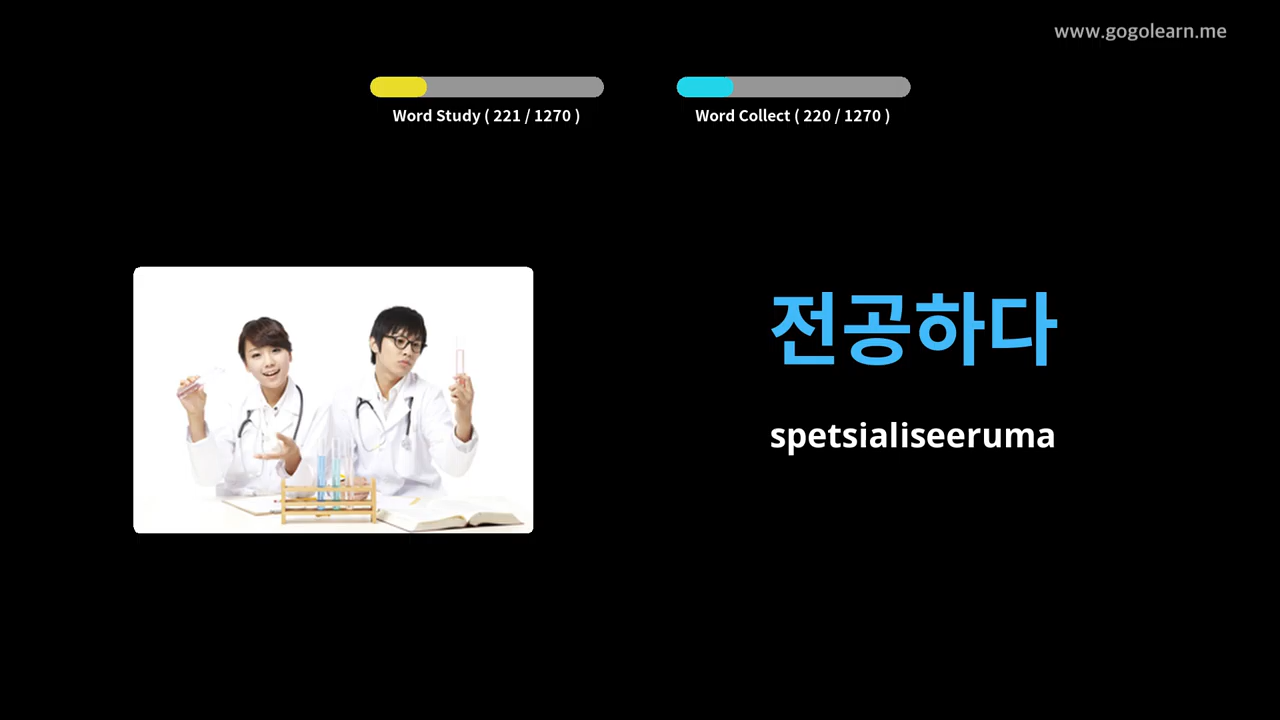 www.gogolearn.me
Word Study ( 221 / 1270 )
Word Collect ( 220 / 1270 )
전공하다
spetsialiseeruma